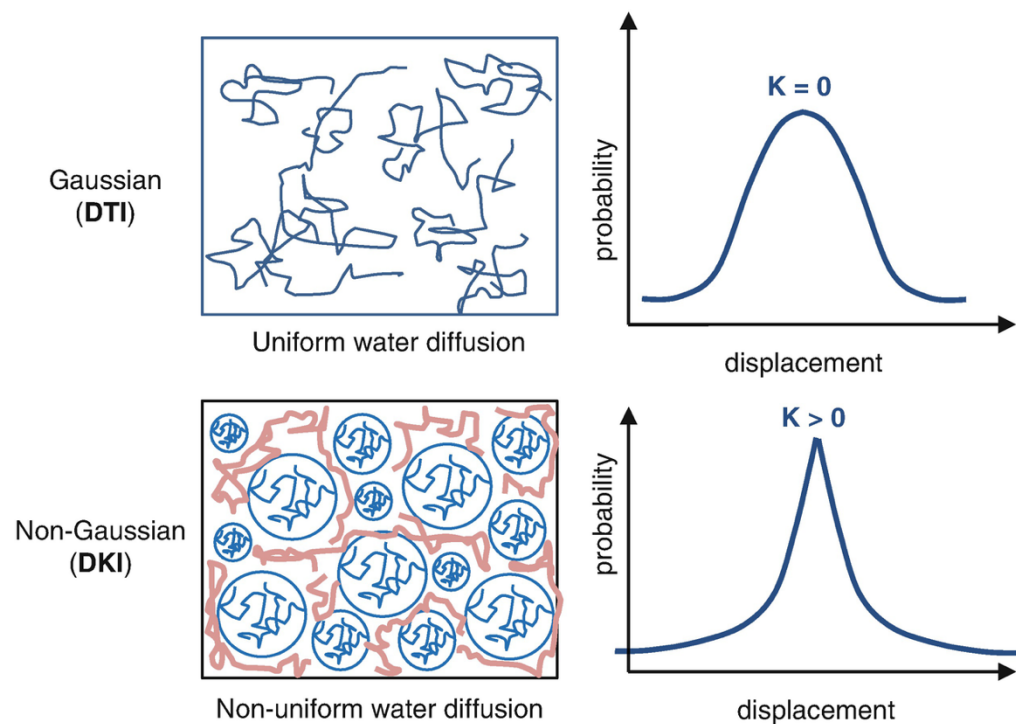 Gaussian
(DTI)
Uniform water diffusion
K = 0
probability
displacement
Non-Gaussian
(DKI)
Non-uniform water diffusion
K > 0
probability
displacement